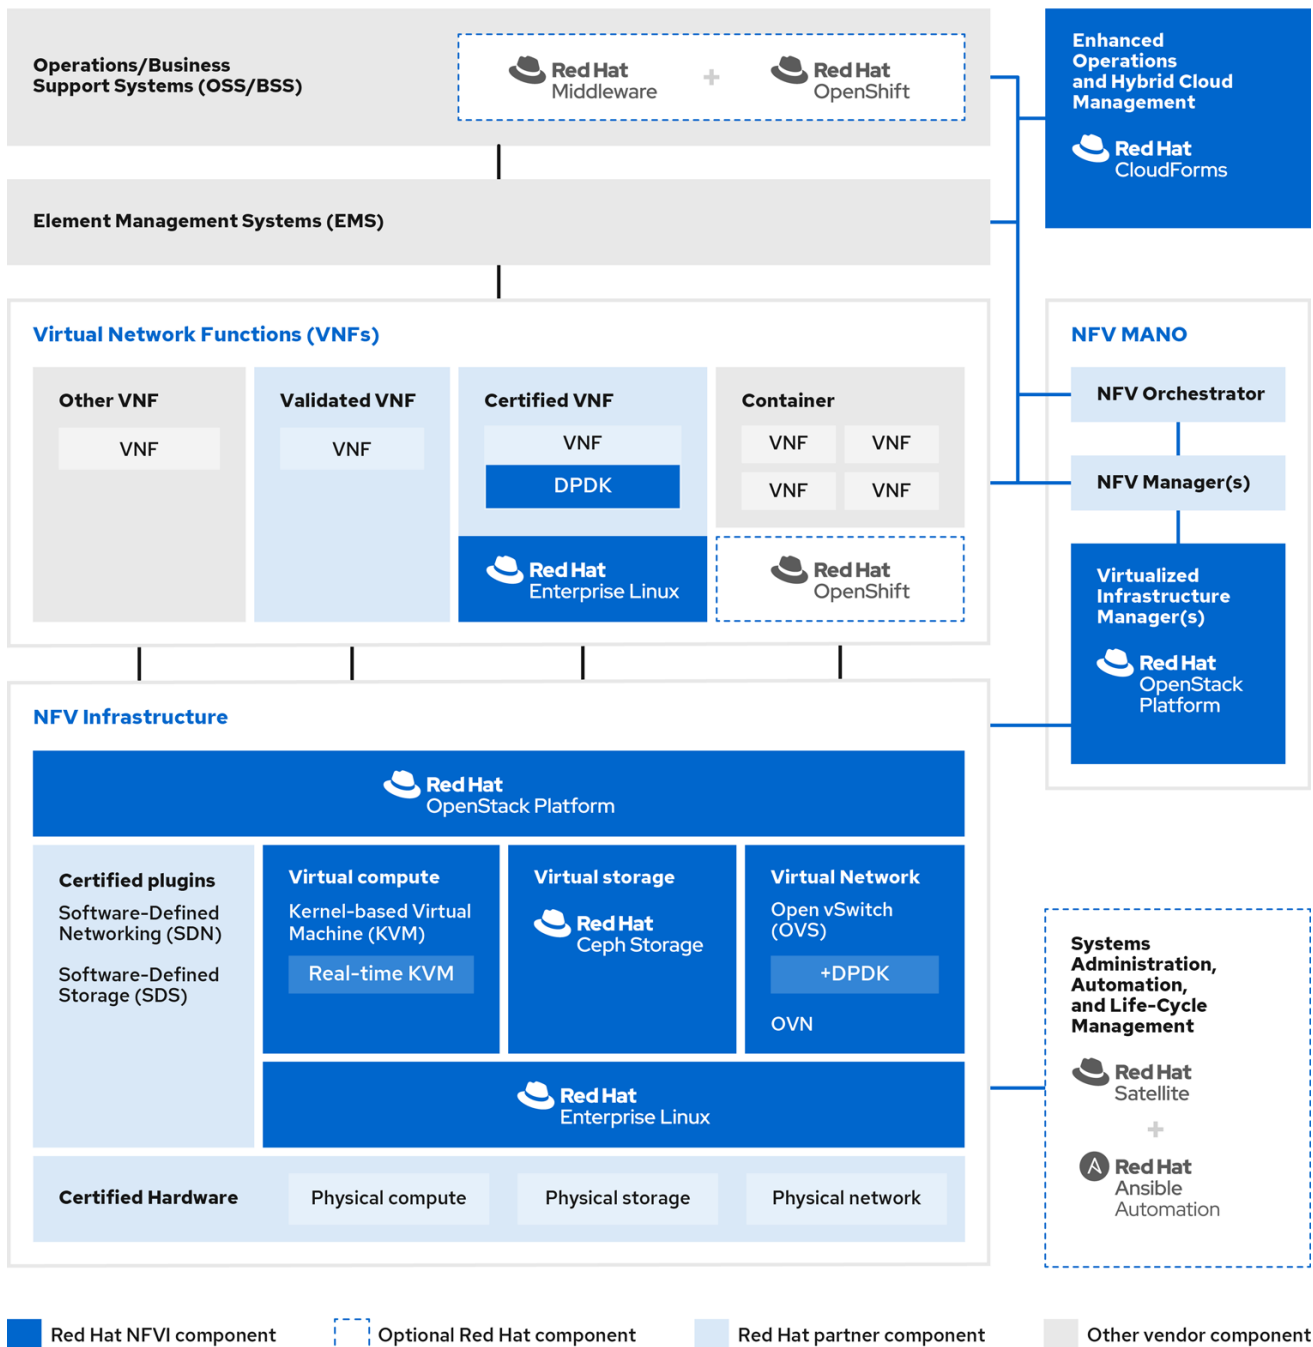 Operations/Business
Support Systems (OSS/BSS)
Red Hat
Middleware
+
Red Hat
OpenShift
Enhanced
Operations
and Hybrid Cloud
Management
Red Hat
CloudForms
Element Management Systems (EMS)
Virtual Network Functions (VNFs)
Other VNF
VNF
Validated VNF
VNF
Certified VNF
VNF
DPDK
Red Hat
Enterprise Linux
Container
VNF VNF
VNF VNF
Red Hat
OpenShift
NFV MANO
NFV Orchestrator
NFV Manager(s)
Virtualized
Infrastructure
Manager(s)
Red Hat
OpenStack
Platform
NFV Infrastructure
Red Hat
OpenStack Platform
Certified plugins
Software-Defined
Networking (SDN)
Software-Defined
Storage (SDS)
Virtual compute
Kernel-based Virtual
Machine (KVM)
Real-time KVM
Virtual storage
Red Hat
Ceph Storage
Virtual Network
Open vSwitch
(OVS)
+DPDK
OVN
Red Hat
Enterprise Linux
Certified Hardware
Physical compute
Physical storage
Physical network
Systems
Administration,
Automation,
and Life-Cycle
Management
Red Hat
Satellite
+
Red Hat
Ansible
Automation
Red Hat NFVI component
Optional Red Hat component
Red Hat partner component
Other vendor component